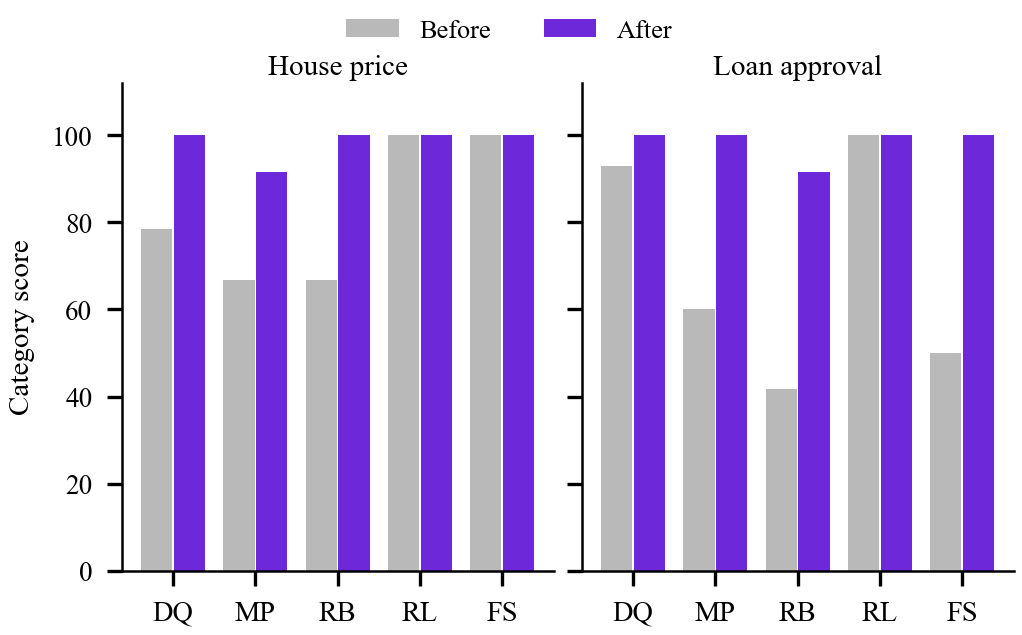 Before After
House price Loan approval
Category score
100
80
60
40
20
0
DQ MP RB RL FS DQ MP RB RL FS